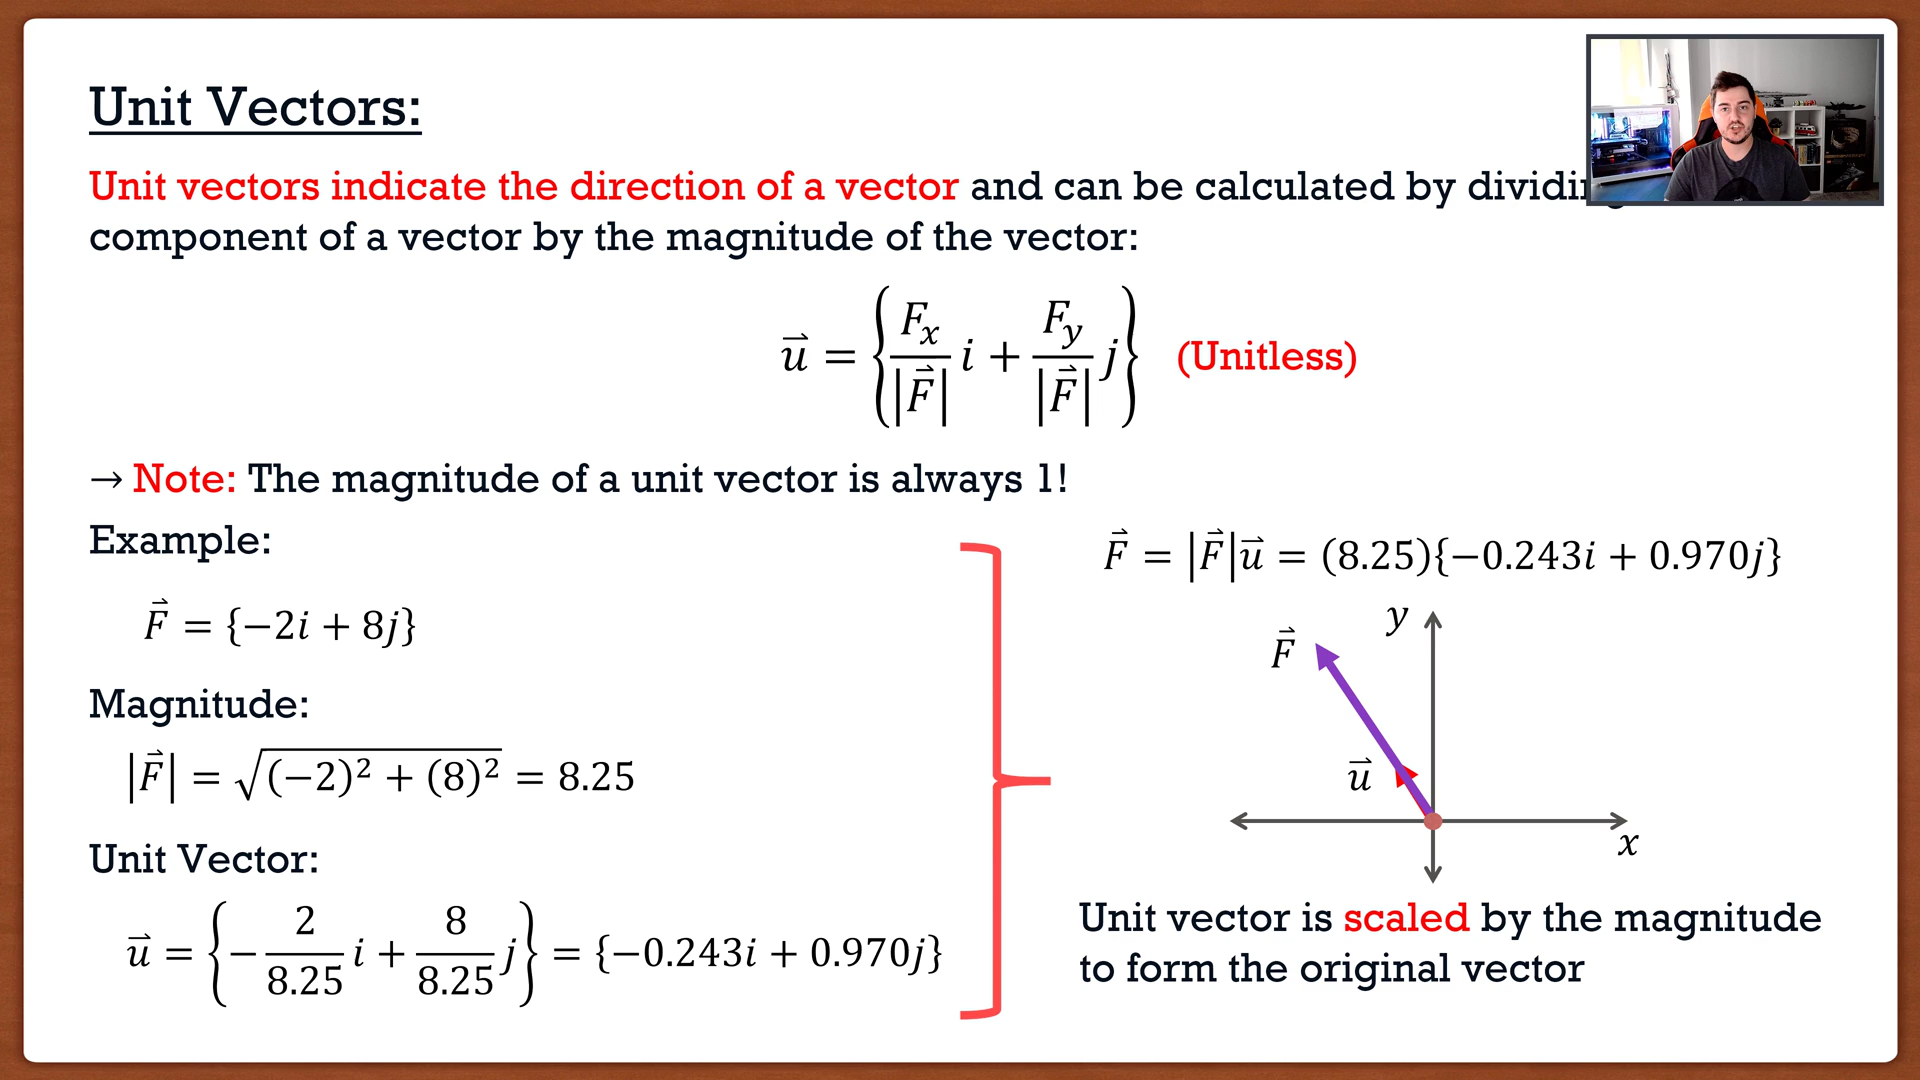 Unit Vectors:
Unit vectors indicate the direction of a vector and can be calculated by
component of a vector by the magnitude of the vector:
u⃗ = {F_x/|F⃗| i + F_y/|F⃗| j} (Unitless)
→ Note: The magnitude of a unit vector is always 1!
Example:
F⃗ = {−2i + 8j}
Magnitude:
|F⃗| = √((−2)² + (8)²) = 8.25
Unit Vector:
u⃗ = {−2/8.25 i + 8/8.25 j} = {−0.243i + 0.970j}
F⃗ = |F⃗|u⃗ = (8.25){−0.243i + 0.970j}
y
F⃗
u⃗
x
Unit vector is scaled by the magnitude
to form the original vector